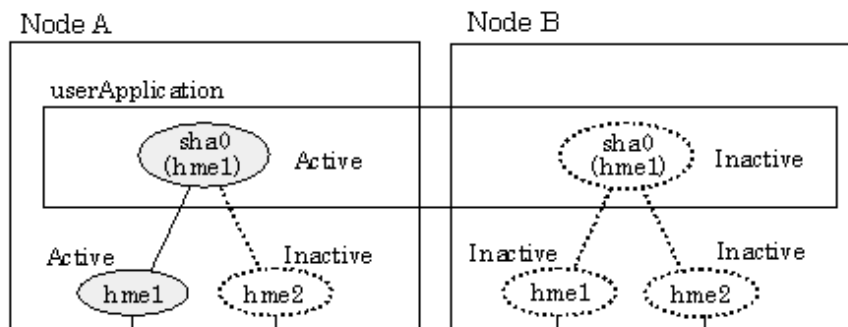 Node A
Node B
userApplication
sha0
(hme1)
Active
sha0
(hme1)
Inactive
Active
Inactive
Inactive
Inactive
hme1
hme2
hme1
hme2